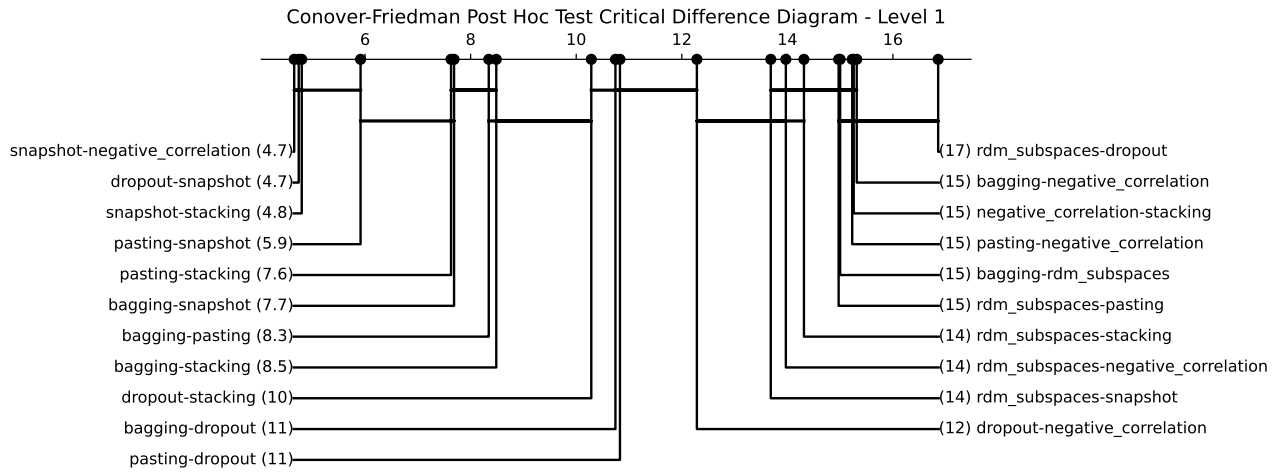 Conover-Friedman Post Hoc Test Critical Difference Diagram - Level 1
6 8 10 12 14 16
snapshot-negative_correlation (4.7)
dropout-snapshot (4.7)
snapshot-stacking (4.8)
pasting-snapshot (5.9)
pasting-stacking (7.6)
bagging-snapshot (7.7)
bagging-pasting (8.3)
bagging-stacking (8.5)
dropout-stacking (10)
bagging-dropout (11)
pasting-dropout (11)
(17) rdm_subspaces-dropout
(15) bagging-negative_correlation
(15) negative_correlation-stacking
(15) pasting-negative_correlation
(15) bagging-rdm_subspaces
(15) rdm_subspaces-pasting
(14) rdm_subspaces-stacking
(14) rdm_subspaces-negative_correlation
(14) rdm_subspaces-snapshot
(12) dropout-negative_correlation